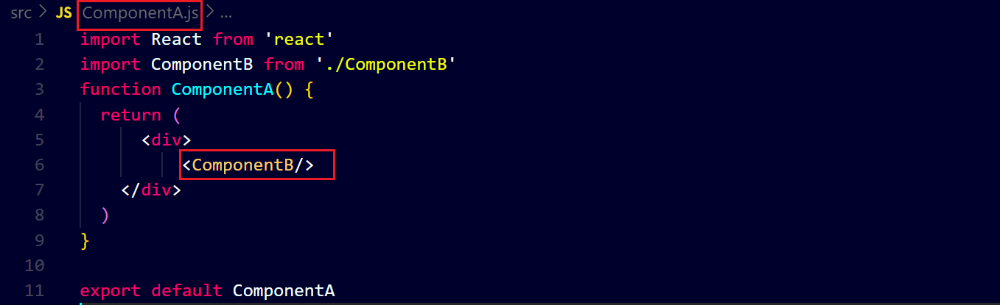 src > JS ComponentA.js > ...
1 import React from 'react'
2 import ComponentB from './ComponentB'
3 function ComponentA() {
4 return (
5 <div>
6 <ComponentB/>
7 </div>
8 )
9 }
10
11 export default ComponentA